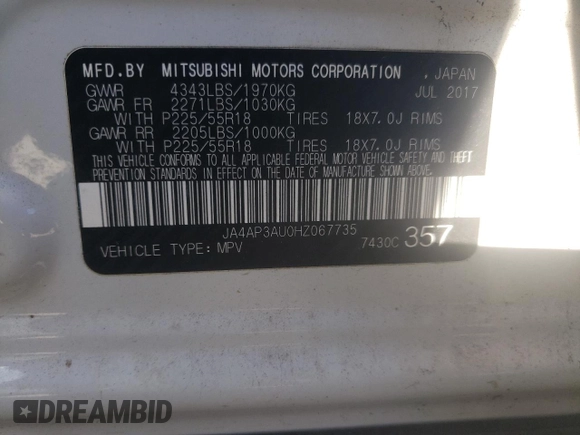 MFD.BY MITSUBISHI MOTORS CORPORATION , JAPAN
GVWR 4343LBS/1970KG JUL 2017
GAWR FR 2271LBS/1030KG
WITH P225/55R18 TIRES 18X7.0J RIMS
GAWR RR 2205LBS/1000KG
WITH P225/55R18 TIRES 18X7.0J RIMS
THIS VEHICLE CONFORMS TO ALL APPLICABLE FEDERAL MOTOR VEHICLE SAFETY AND THEFT
PREVENTION STANDARDS IN EFFECT ON THE DATE OF MANUFACTURE SHOWN ABOVE.
JA4AP3AU0HZ067735
VEHICLE TYPE: MPV 7430C 357
DREAMBID